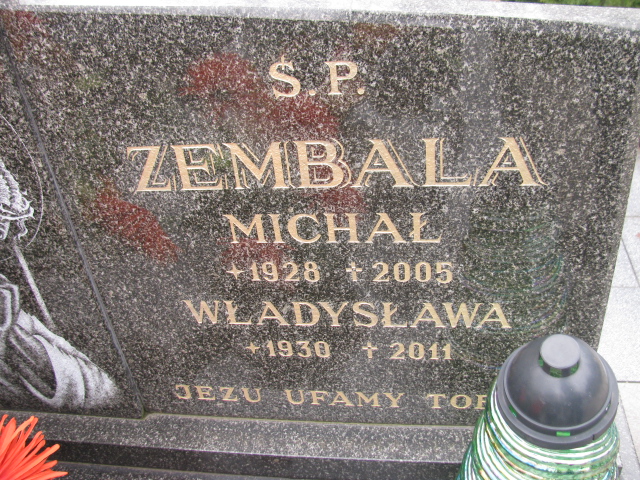 Ś.P.
ZEMBALA
MICHAŁ
+1928 †2005
WŁADYSŁAWA
+1930 †2011
JEZU UFAMY